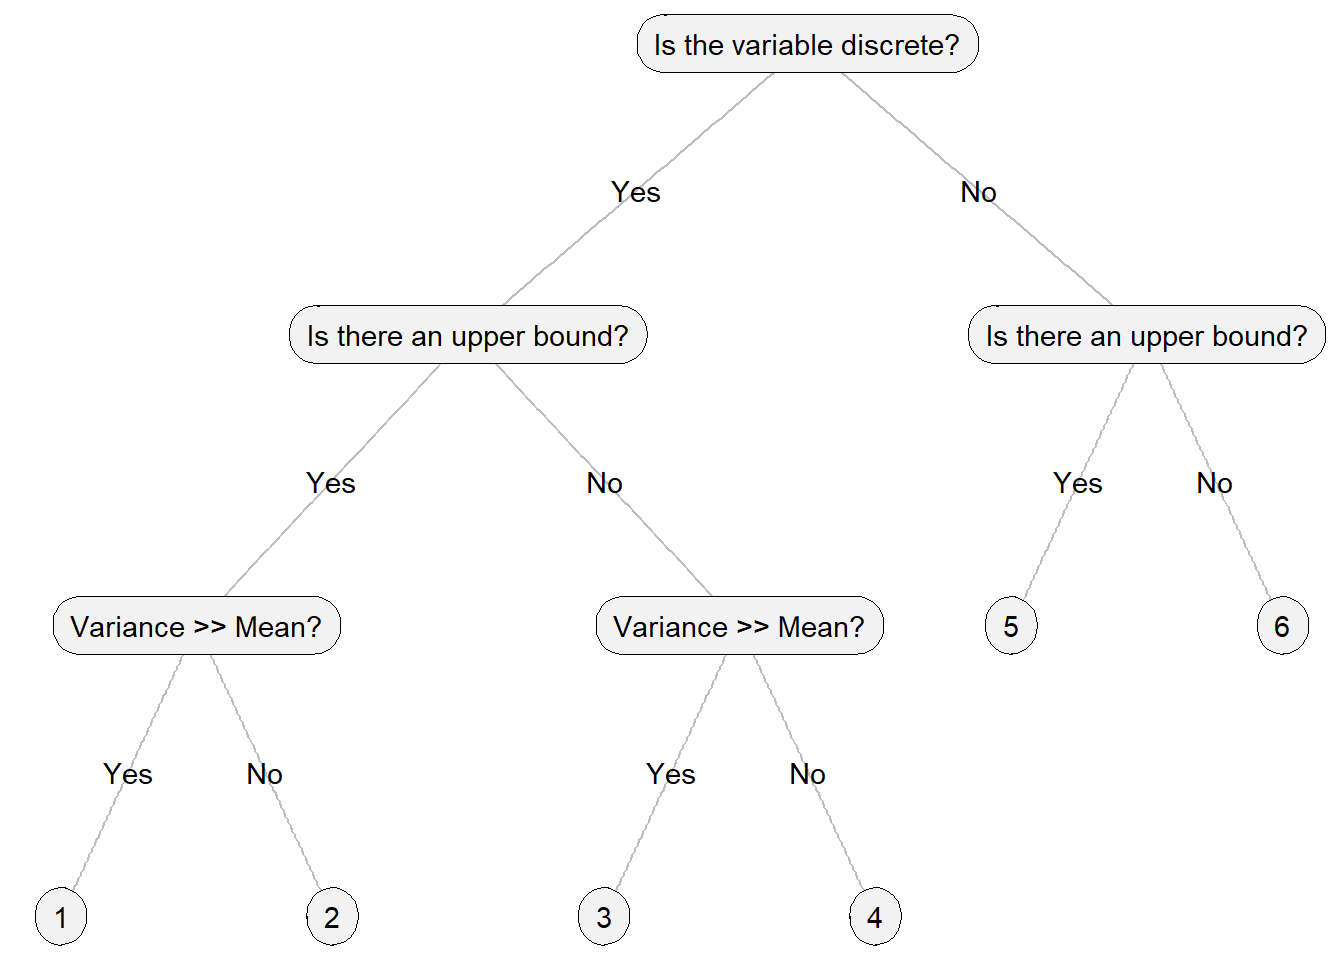 Is the variable discrete?
Yes
No
Is there an upper bound?
Is there an upper bound?
Yes
No
Yes
No
Variance >> Mean?
Variance >> Mean?
5
6
Yes
No
Yes
No
1
2
3
4